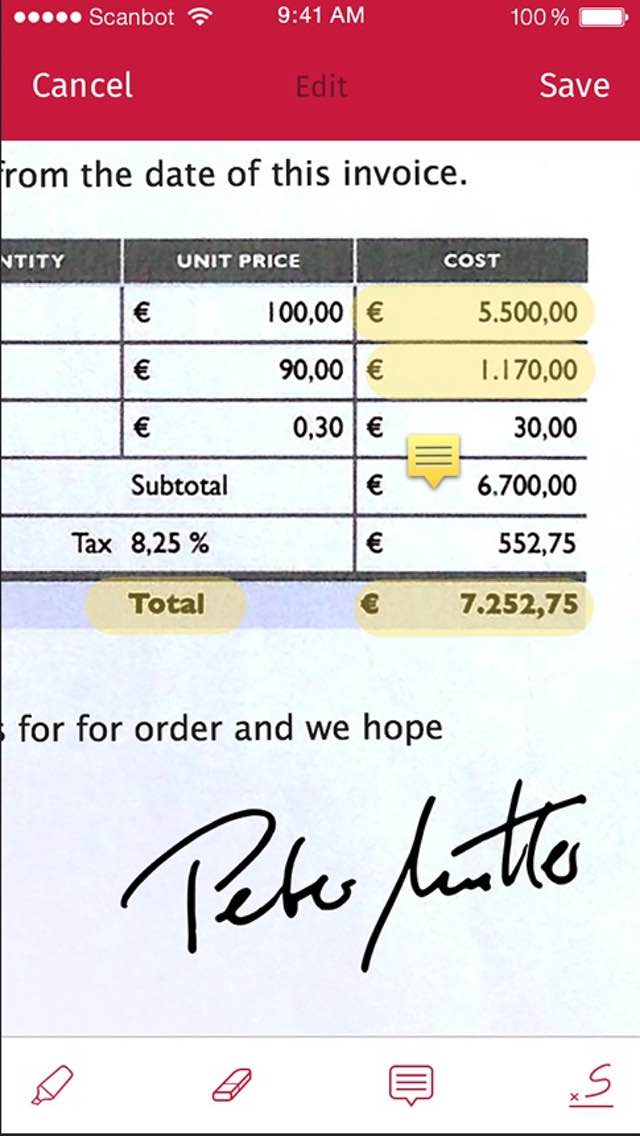 Scanbot 9:41 AM 100 %
Cancel Edit Save
from the date of this invoice.
NTITY UNIT PRICE COST
€ 100,00 € 5.500,00
€ 90,00 € 1.170,00
€ 0,30 € 30,00
Subtotal € 6.700,00
Tax 8,25 % € 552,75
Total € 7.252,75
s for for order and we hope
Peter
x S